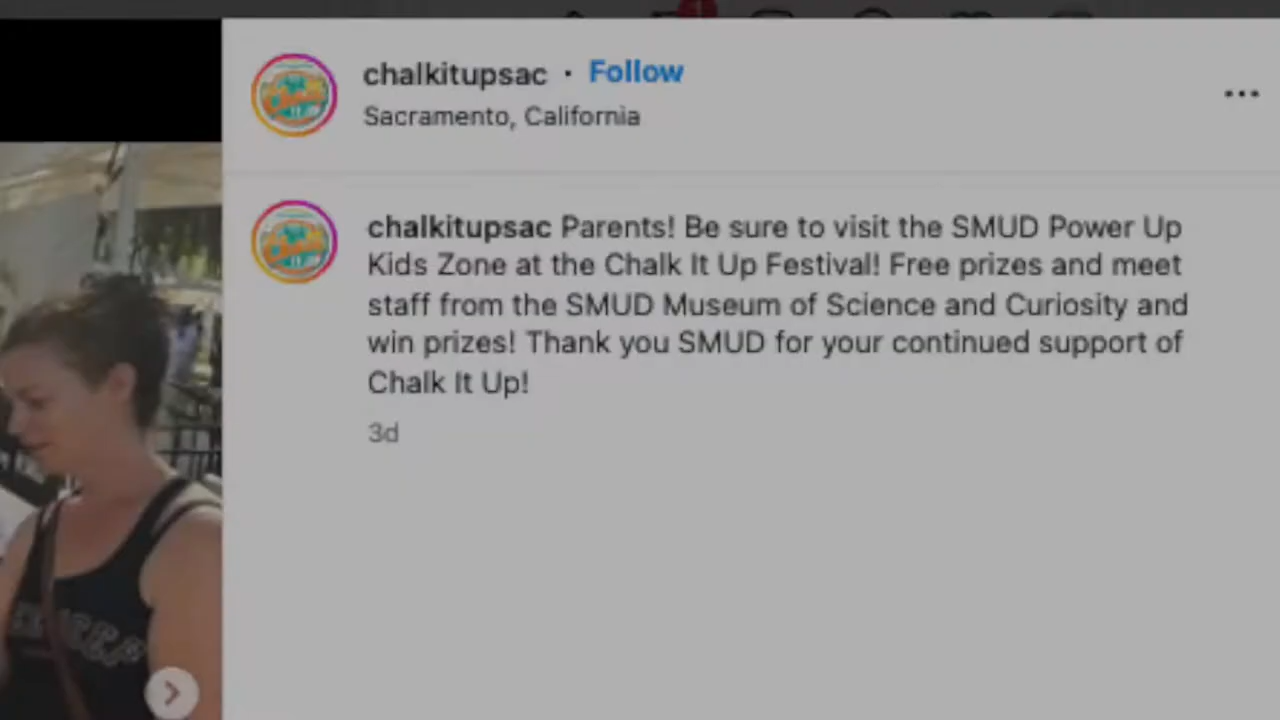 chalkitupsac · Follow
Sacramento, California
chalkitupsac Parents! Be sure to visit the SMUD Power Up
Kids Zone at the Chalk It Up Festival! Free prizes and meet
staff from the SMUD Museum of Science and Curiosity and
win prizes! Thank you SMUD for your continued support of
Chalk It Up!
3d